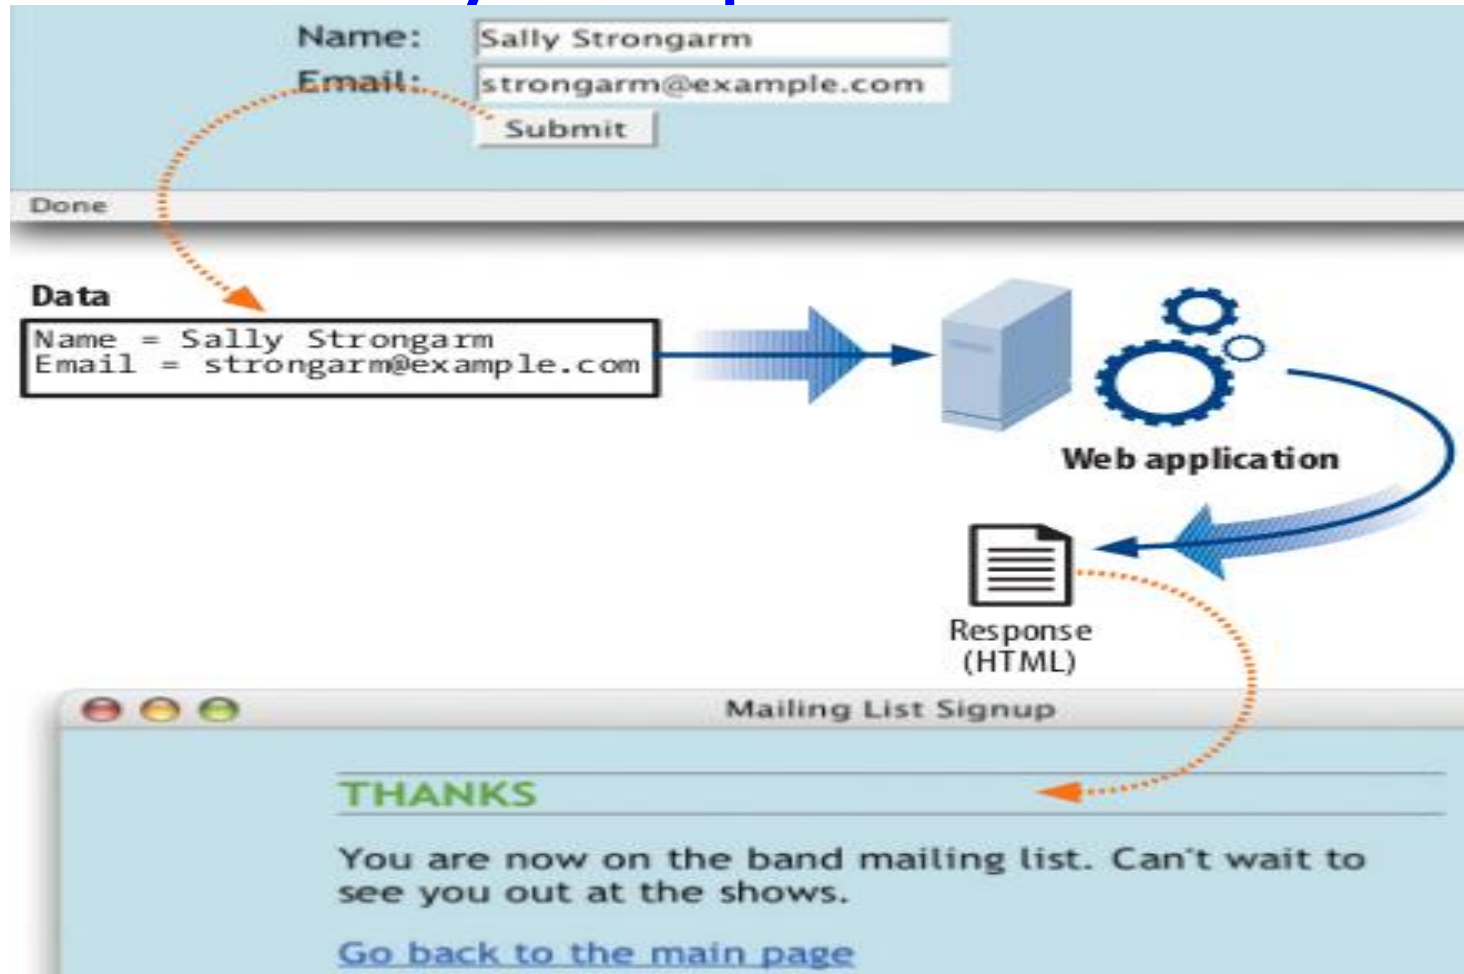 Name: Sally Strongarm
Email: strongarm@example.com
Submit
Done
Data
Name = Sally Strongarm
Email = strongarm@example.com
Web application
Response
(HTML)
Mailing List Signup
THANKS
You are now on the band mailing list. Can't wait to
see you out at the shows.
Go back to the main page